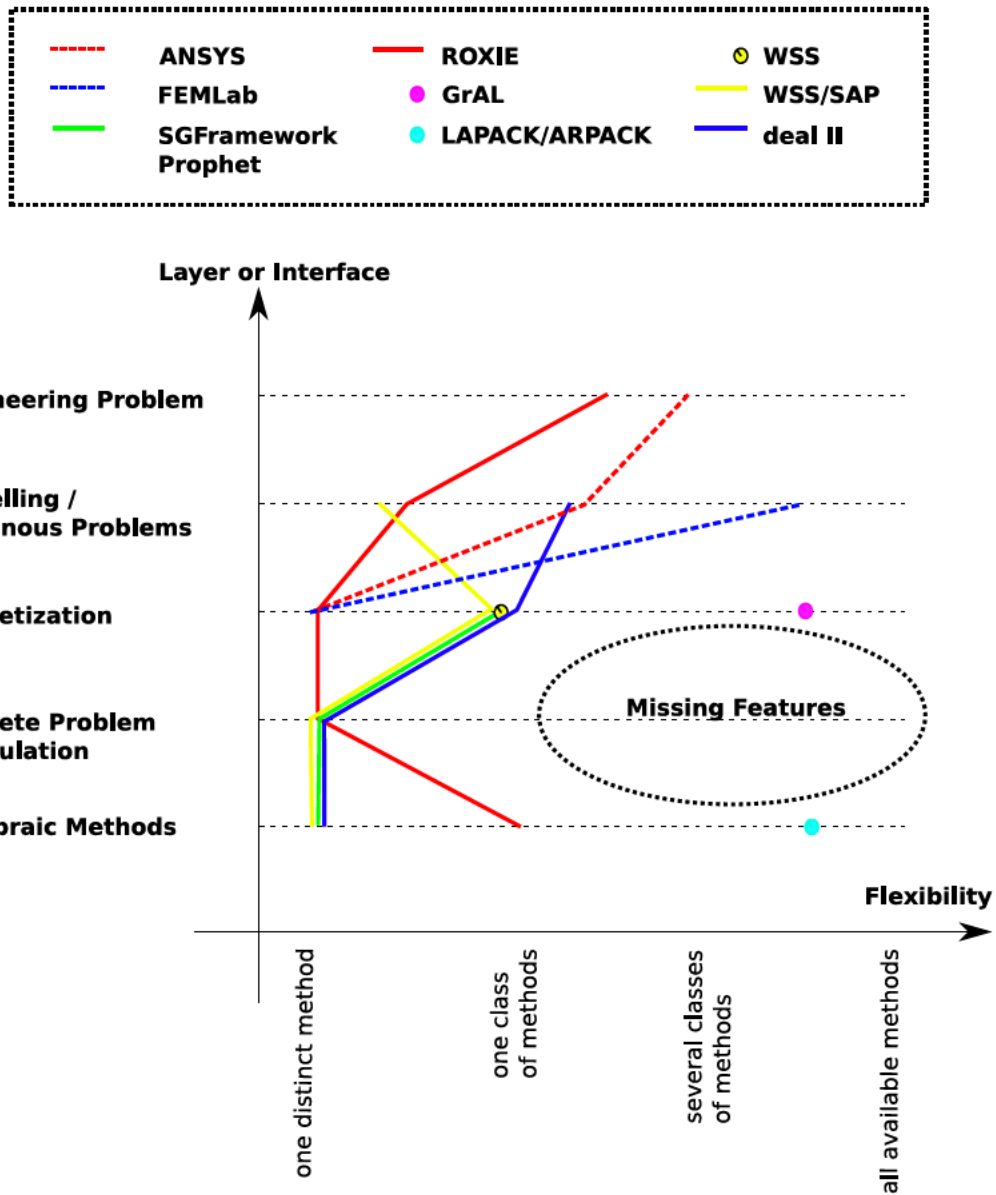 ANSYS
ROXIE
WSS
FEMLab
GrAL
WSS/SAP
SGFramework
Prophet
LAPACK/ARPACK
deal II
Layer or Interface
neering Problem
elling /
nous Problems
etization
Missing Features
ete Problem
ulation
braic Methods
Flexibility
one distinct method
one class
of methods
several classes
of methods
all available methods